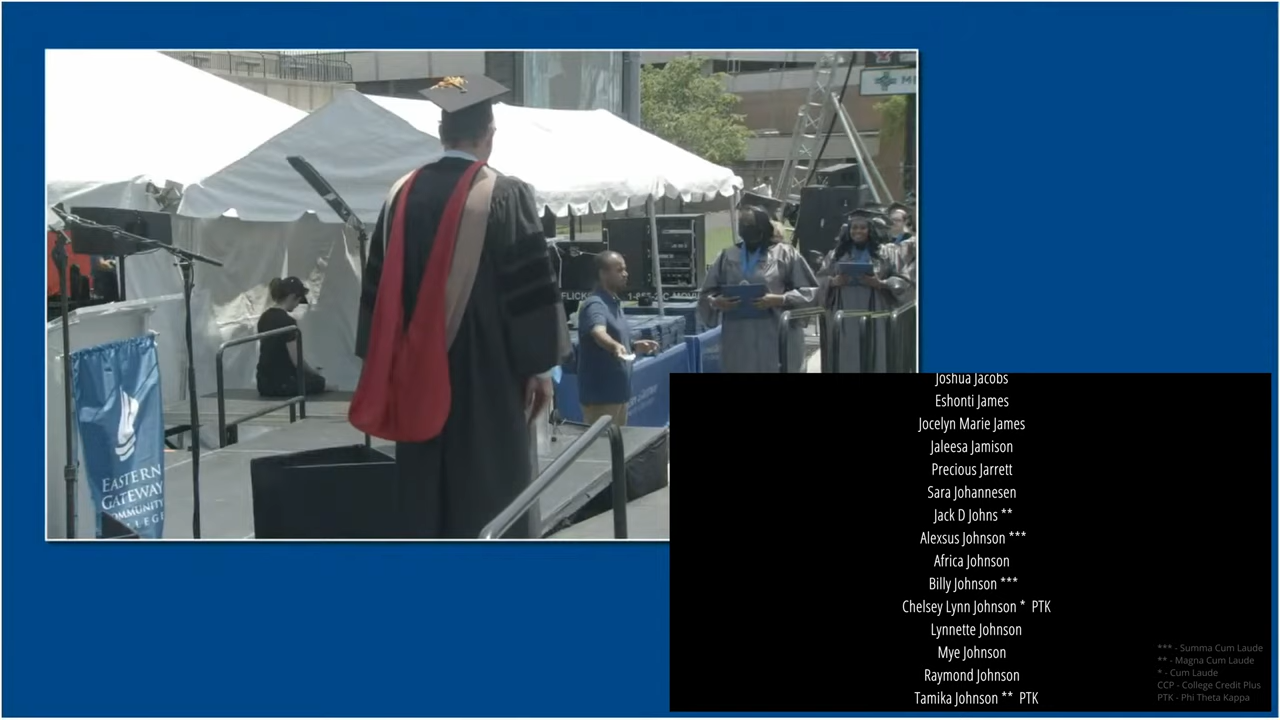 EASTERN
GATEWAY
COMMUNITY
Joshua Jacobs
Eshonti James
Jocelyn Marie James
Jaleesa Jamison
Precious Jarrett
Sara Johannesen
Jack D Johns **
Alexsus Johnson ***
Africa Johnson
Billy Johnson ***
Chelsey Lynn Johnson * PTK
Lynnette Johnson
Mye Johnson
Raymond Johnson
Tamika Johnson ** PTK
*** - Summa Cum Laude
** - Magna Cum Laude
* - Cum Laude
CCP - College Credit Plus
PTK - Phi Theta Kappa